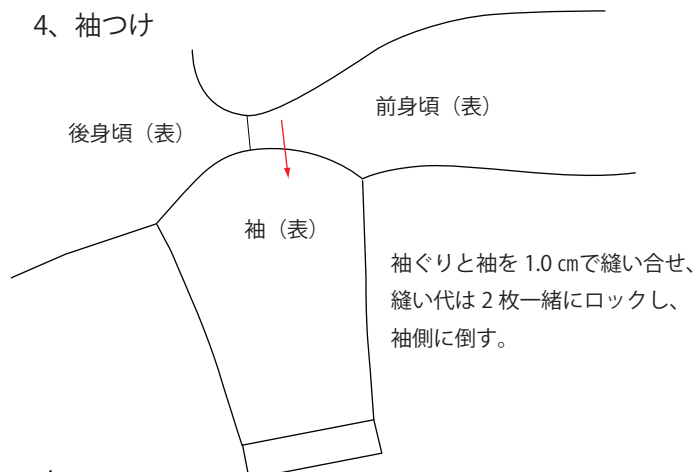 4、袖つけ
前身頃（表）
後身頃（表）
袖（表）
袖ぐりと袖を 1.0 ㎝で縫い合せ、
縫い代は 2 枚一緒にロックし、
袖側に倒す。